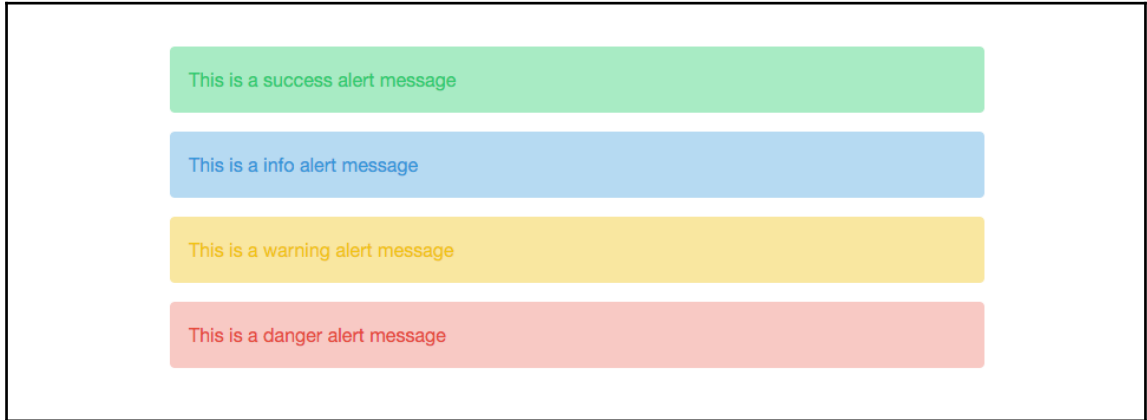 This is a success alert message
This is a info alert message
This is a warning alert message
This is a danger alert message